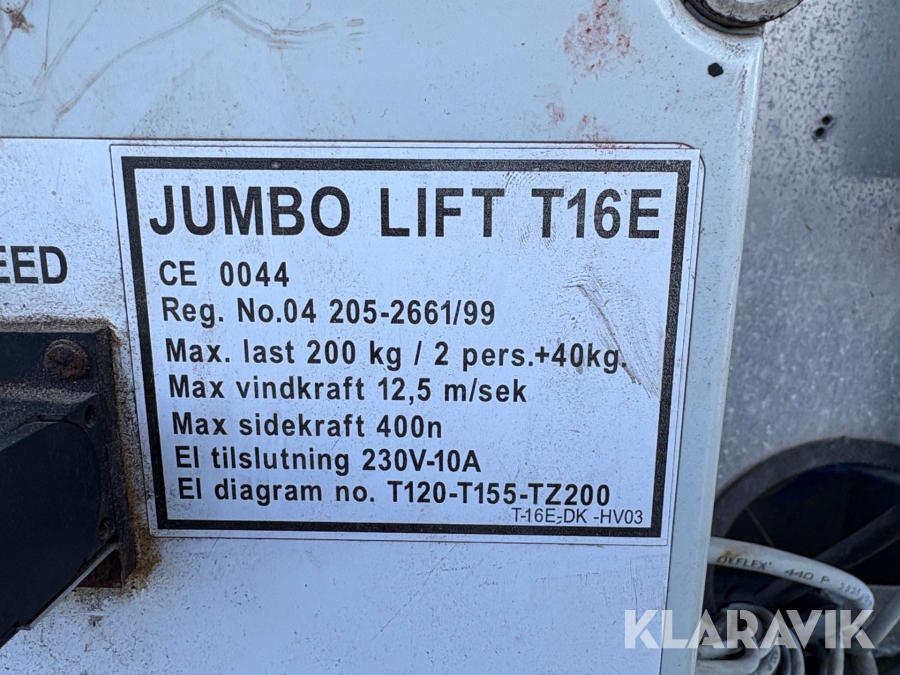 JUMBO LIFT T16E
CE 0044
Reg. No.04 205-2661/99
Max. last 200 kg / 2 pers.+40kg.
Max vindkraft 12,5 m/sek
Max sidekraft 400n
El tilslutning 230V-10A
El diagram no. T120-T155-TZ200
T-16E-DK -HV03
EED
ÖLFLEX 440 P
KLARAVIK